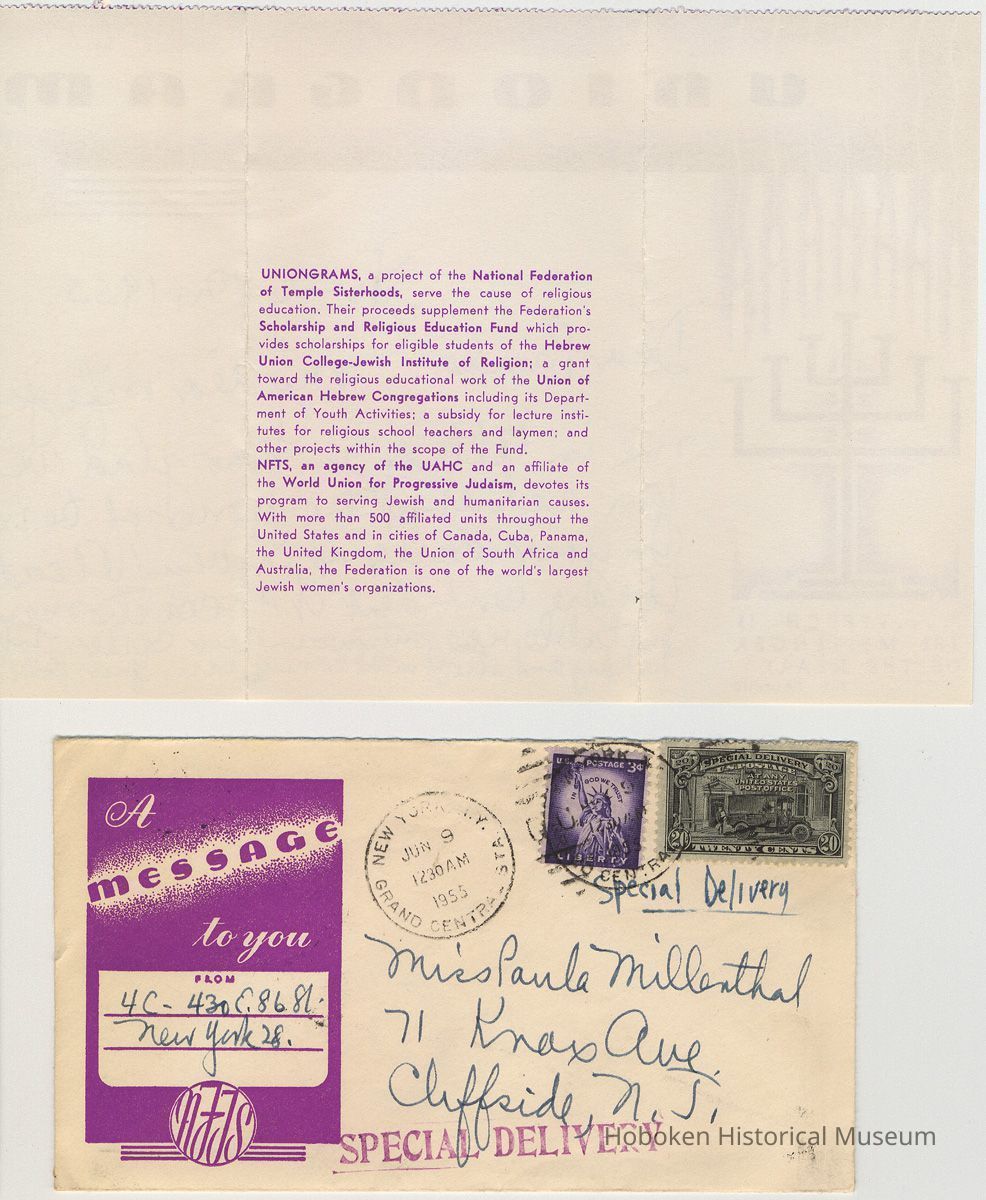 UNIONGRAM
UNIONGRAMS, a project of the National Federation
of Temple Sisterhoods, serve the cause of religious
education. Their proceeds supplement the Federation's
Scholarship and Religious Education Fund which pro-
vides scholarships for eligible students of the Hebrew
Union College-Jewish Institute of Religion; a grant
toward the religious educational work of the Union of
American Hebrew Congregations including its Depart-
ment of Youth Activities; a subsidy for lecture insti-
tutes for religious school teachers and laymen; and
other projects within the scope of the Fund.
NFTS, an agency of the UAHC and an affiliate of
the World Union for Progressive Judaism, devotes its
program to serving Jewish and humanitarian causes.
With more than 500 affiliated units throughout the
United States and in cities of Canada, Cuba, Panama,
the United Kingdom, the Union of South Africa and
Australia, the Federation is one of the world's largest
Jewish women's organizations.
A
MESSAGE
to you
FROM
4C - 430 E. 86 St.
New York 28.
NFTS
NEW YORK, N.Y.
JUN 9
1230 AM
1955
GRAND CENTRAL STA.
U.S. POSTAGE 3¢
IN GOD WE TRUST
LIBERTY
SPECIAL DELIVERY
U.S. POSTAGE
AT ANY
UNITED STATES
POST OFFICE
20 TWENTY CENTS 20
Special Delivery
Miss Paula Millenthal
71 Knox Ave.
Cliffside, N. J.
SPECIAL DELIVERY
Hoboken Historical Museum